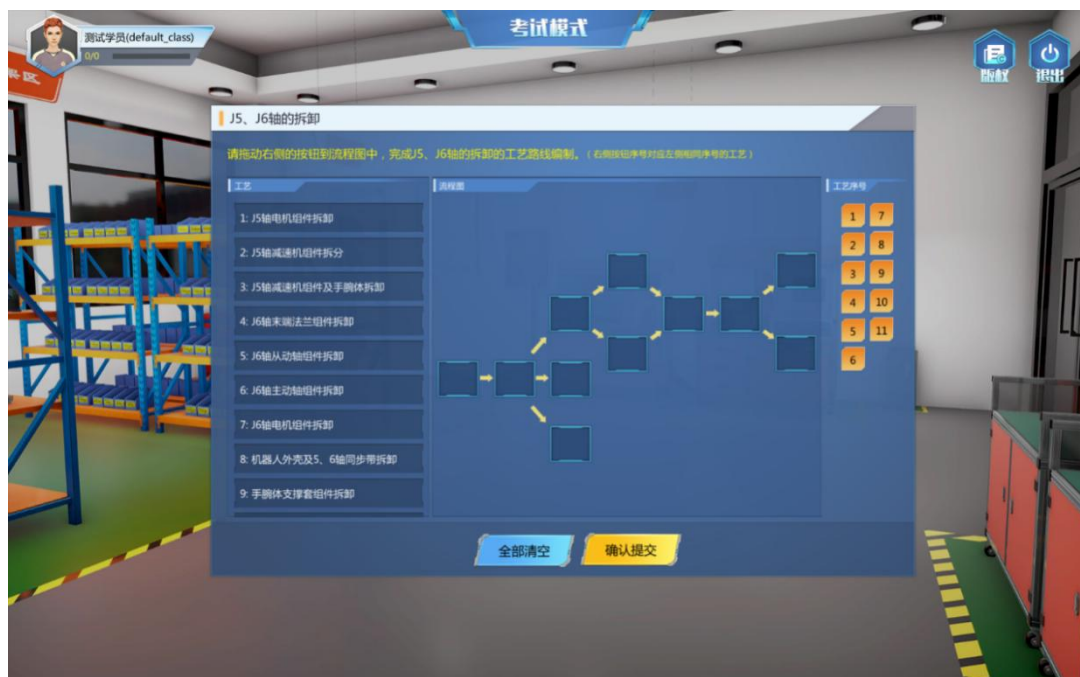 考试模式
测试学员(default_class)
0/0
版权
退出
J5、J6轴的拆卸
请拖动右侧的按钮到流程图中，完成J5、J6轴的拆卸的工艺路线编制。（右侧按钮序号对应左侧相同序号的工艺）
工艺
流程图
工艺序号
1: J5轴电机组件拆卸
2: J5轴减速机组件拆分
3: J5轴减速机组件及手腕体拆卸
4: J6轴末端法兰组件拆卸
5: J6轴从动轴组件拆卸
6: J6轴主动轴组件拆卸
7: J6轴电机组件拆卸
8: 机器人外壳及5、6轴同步带拆卸
9: 手腕体支撑套组件拆卸
1 7
2 8
3 9
4 10
5 11
6
全部清空
确认提交